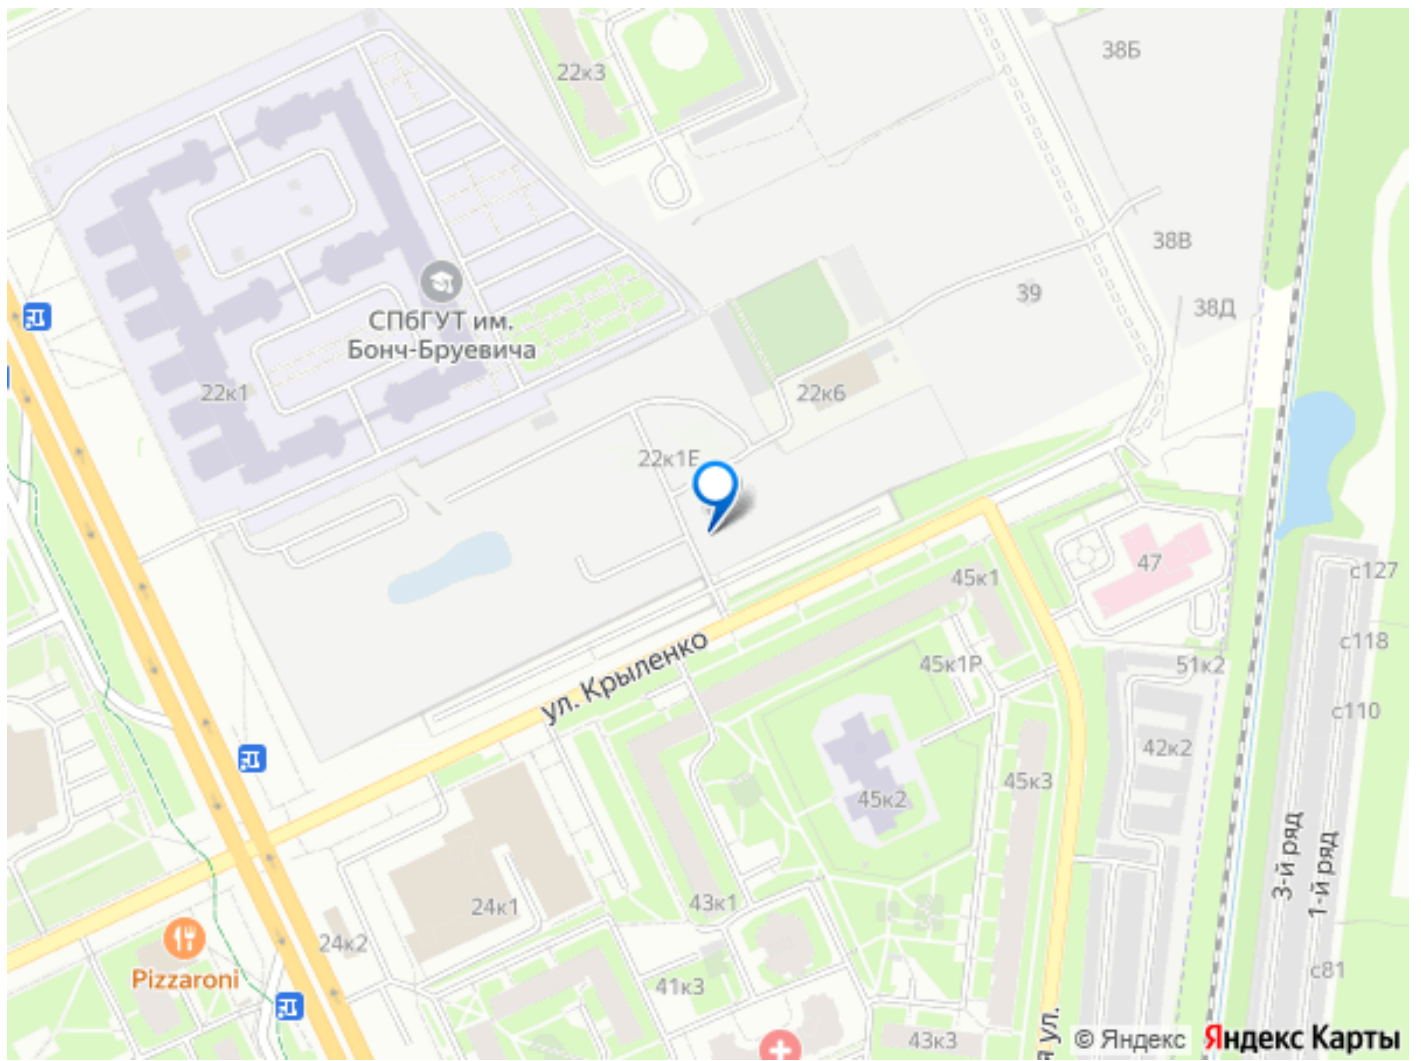 38Б
22к3
38В
39
38Д
СПбГУТ им.
Бонч-Бруевича
22к1
22к6
22к1Е
47
с127
45к1
с118
45к1Р
51к2
ул. Крыленко
с110
42к2
45к3
45к2
3-й ряд
1-й ряд
24к1
43к1
24к2
с81
Pizzaroni
41к3
43к3
я ул.
© Яндекс
Яндекс Карты